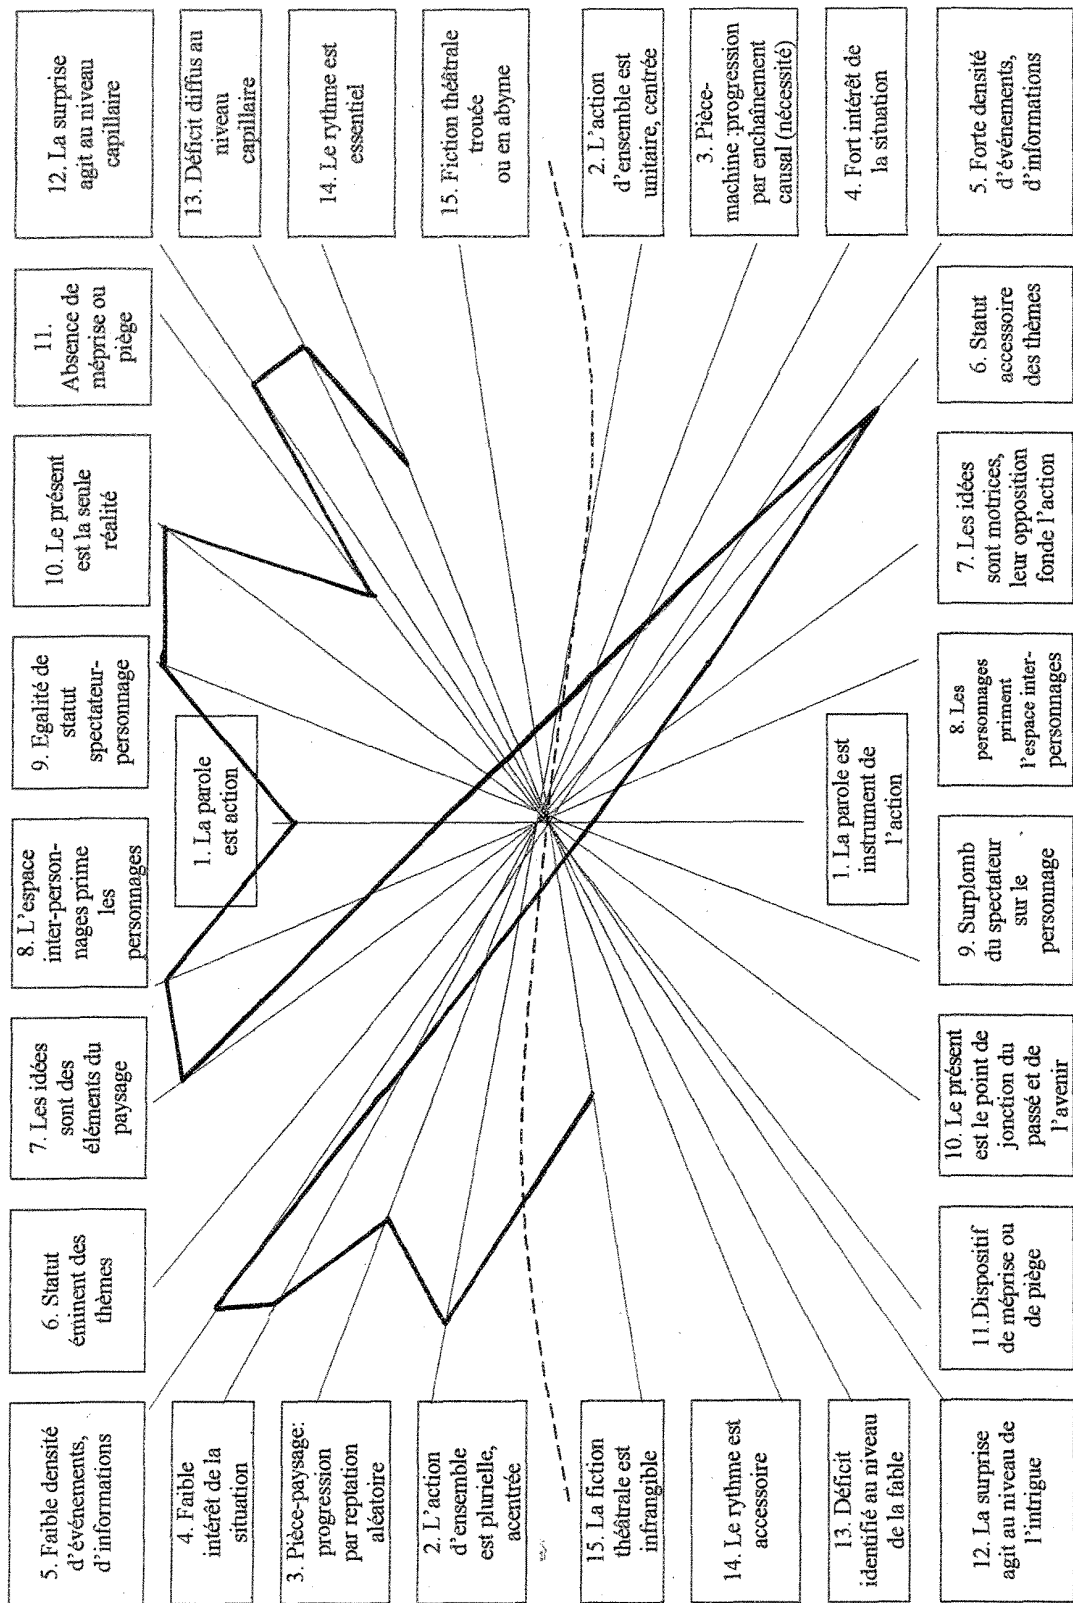 5. Faible densité
d'événements,
d'informations
6. Statut
éminent des
thèmes
7. Les idées
sont des
éléments du
paysage
8. L'espace
inter-person-
nages prime
les
personnages
9. Egalité de
statut
spectateur-
personnage
10. Le présent
est la seule
réalité
11.
Absence de
méprise ou
piège
12. La surprise
agit au niveau
capillaire
1. La parole
est action
4. Faible
intérêt de la
situation
3. Pièce-paysage:
progression
par reptation
aléatoire
2. L'action
d'ensemble
est plurielle,
acentrée
15. La fiction
théâtrale est
infrangible
14. Le rythme est
accessoire
13. Déficit
identifié au niveau
de la fable
13. Déficit diffus au
niveau
capillaire
14. Le rythme est
essentiel
15. Fiction théâtrale
trouée
ou en abyme
2. L'action
d'ensemble est
unitaire, centrée
3. Pièce-
machine :progression
par enchaînement
causal (nécessité)
4. Fort intérêt de
la situation
1. La parole est
instrument de
l'action
12. La surprise
agit au niveau de
l'intrigue
11.Dispositif
de méprise ou
de piège
10. Le présent
est le point de
jonction du
passé et de
l'avenir
9. Surplomb
du spectateur
sur le
personnage
8. Les
personnages
priment
l'espace inter-
personnages
7. Les idées
sont motrices,
leur opposition
fonde l'action
6. Statut
accessoire
des thèmes
5. Forte densité
d'événements,
d'informations